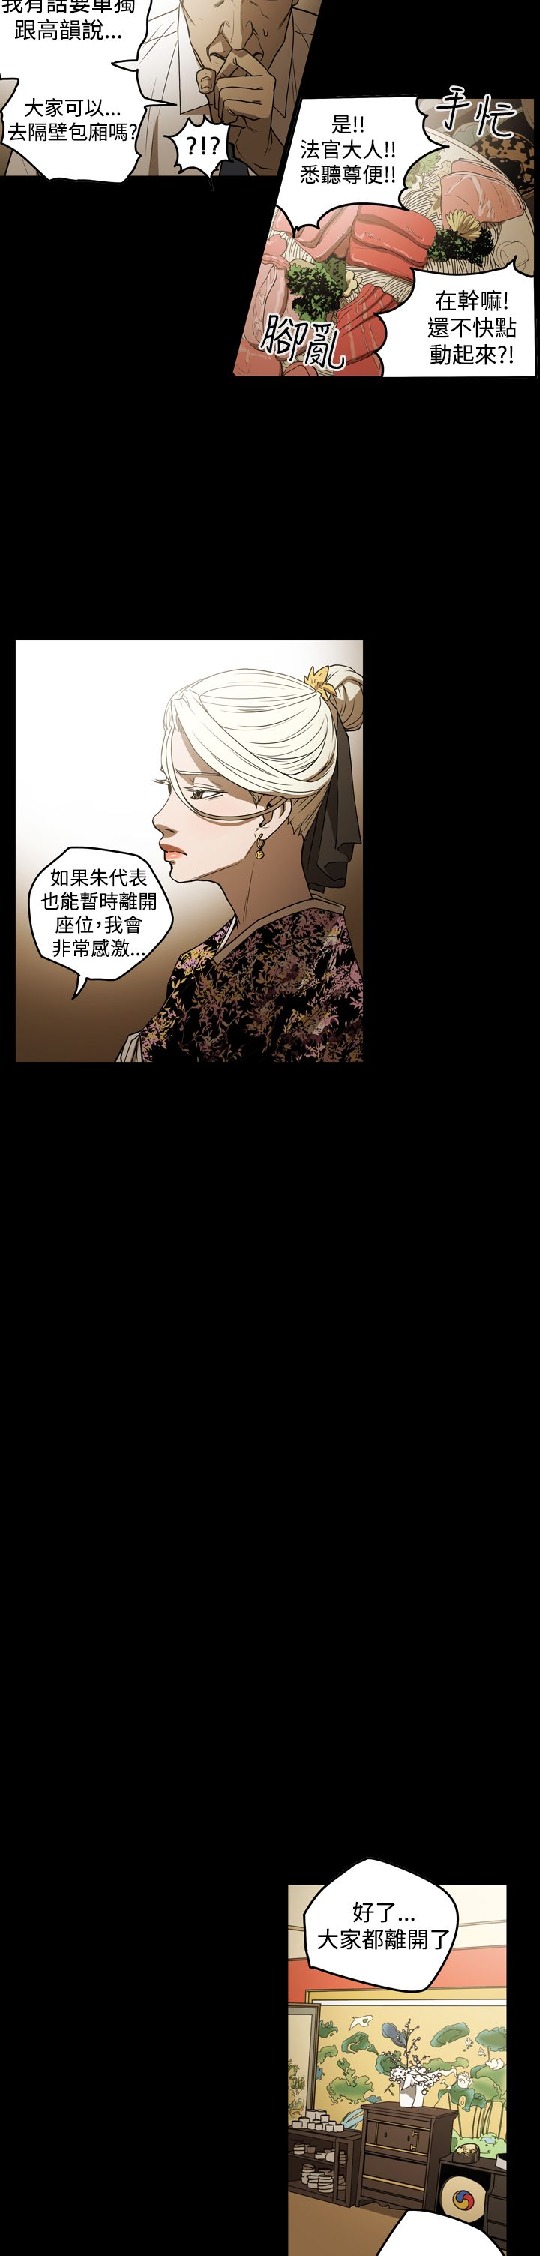 我有話要單獨
跟高韻說...
大家可以...
去隔壁包廂嗎?
?!?
是!!
法官大人!!
悉聽尊便!!
手忙
在幹嘛!
還不快點
動起來?!
腳亂
如果朱代表
也能暫時離開
座位,我會
非常感激...
好了...
大家都離開了